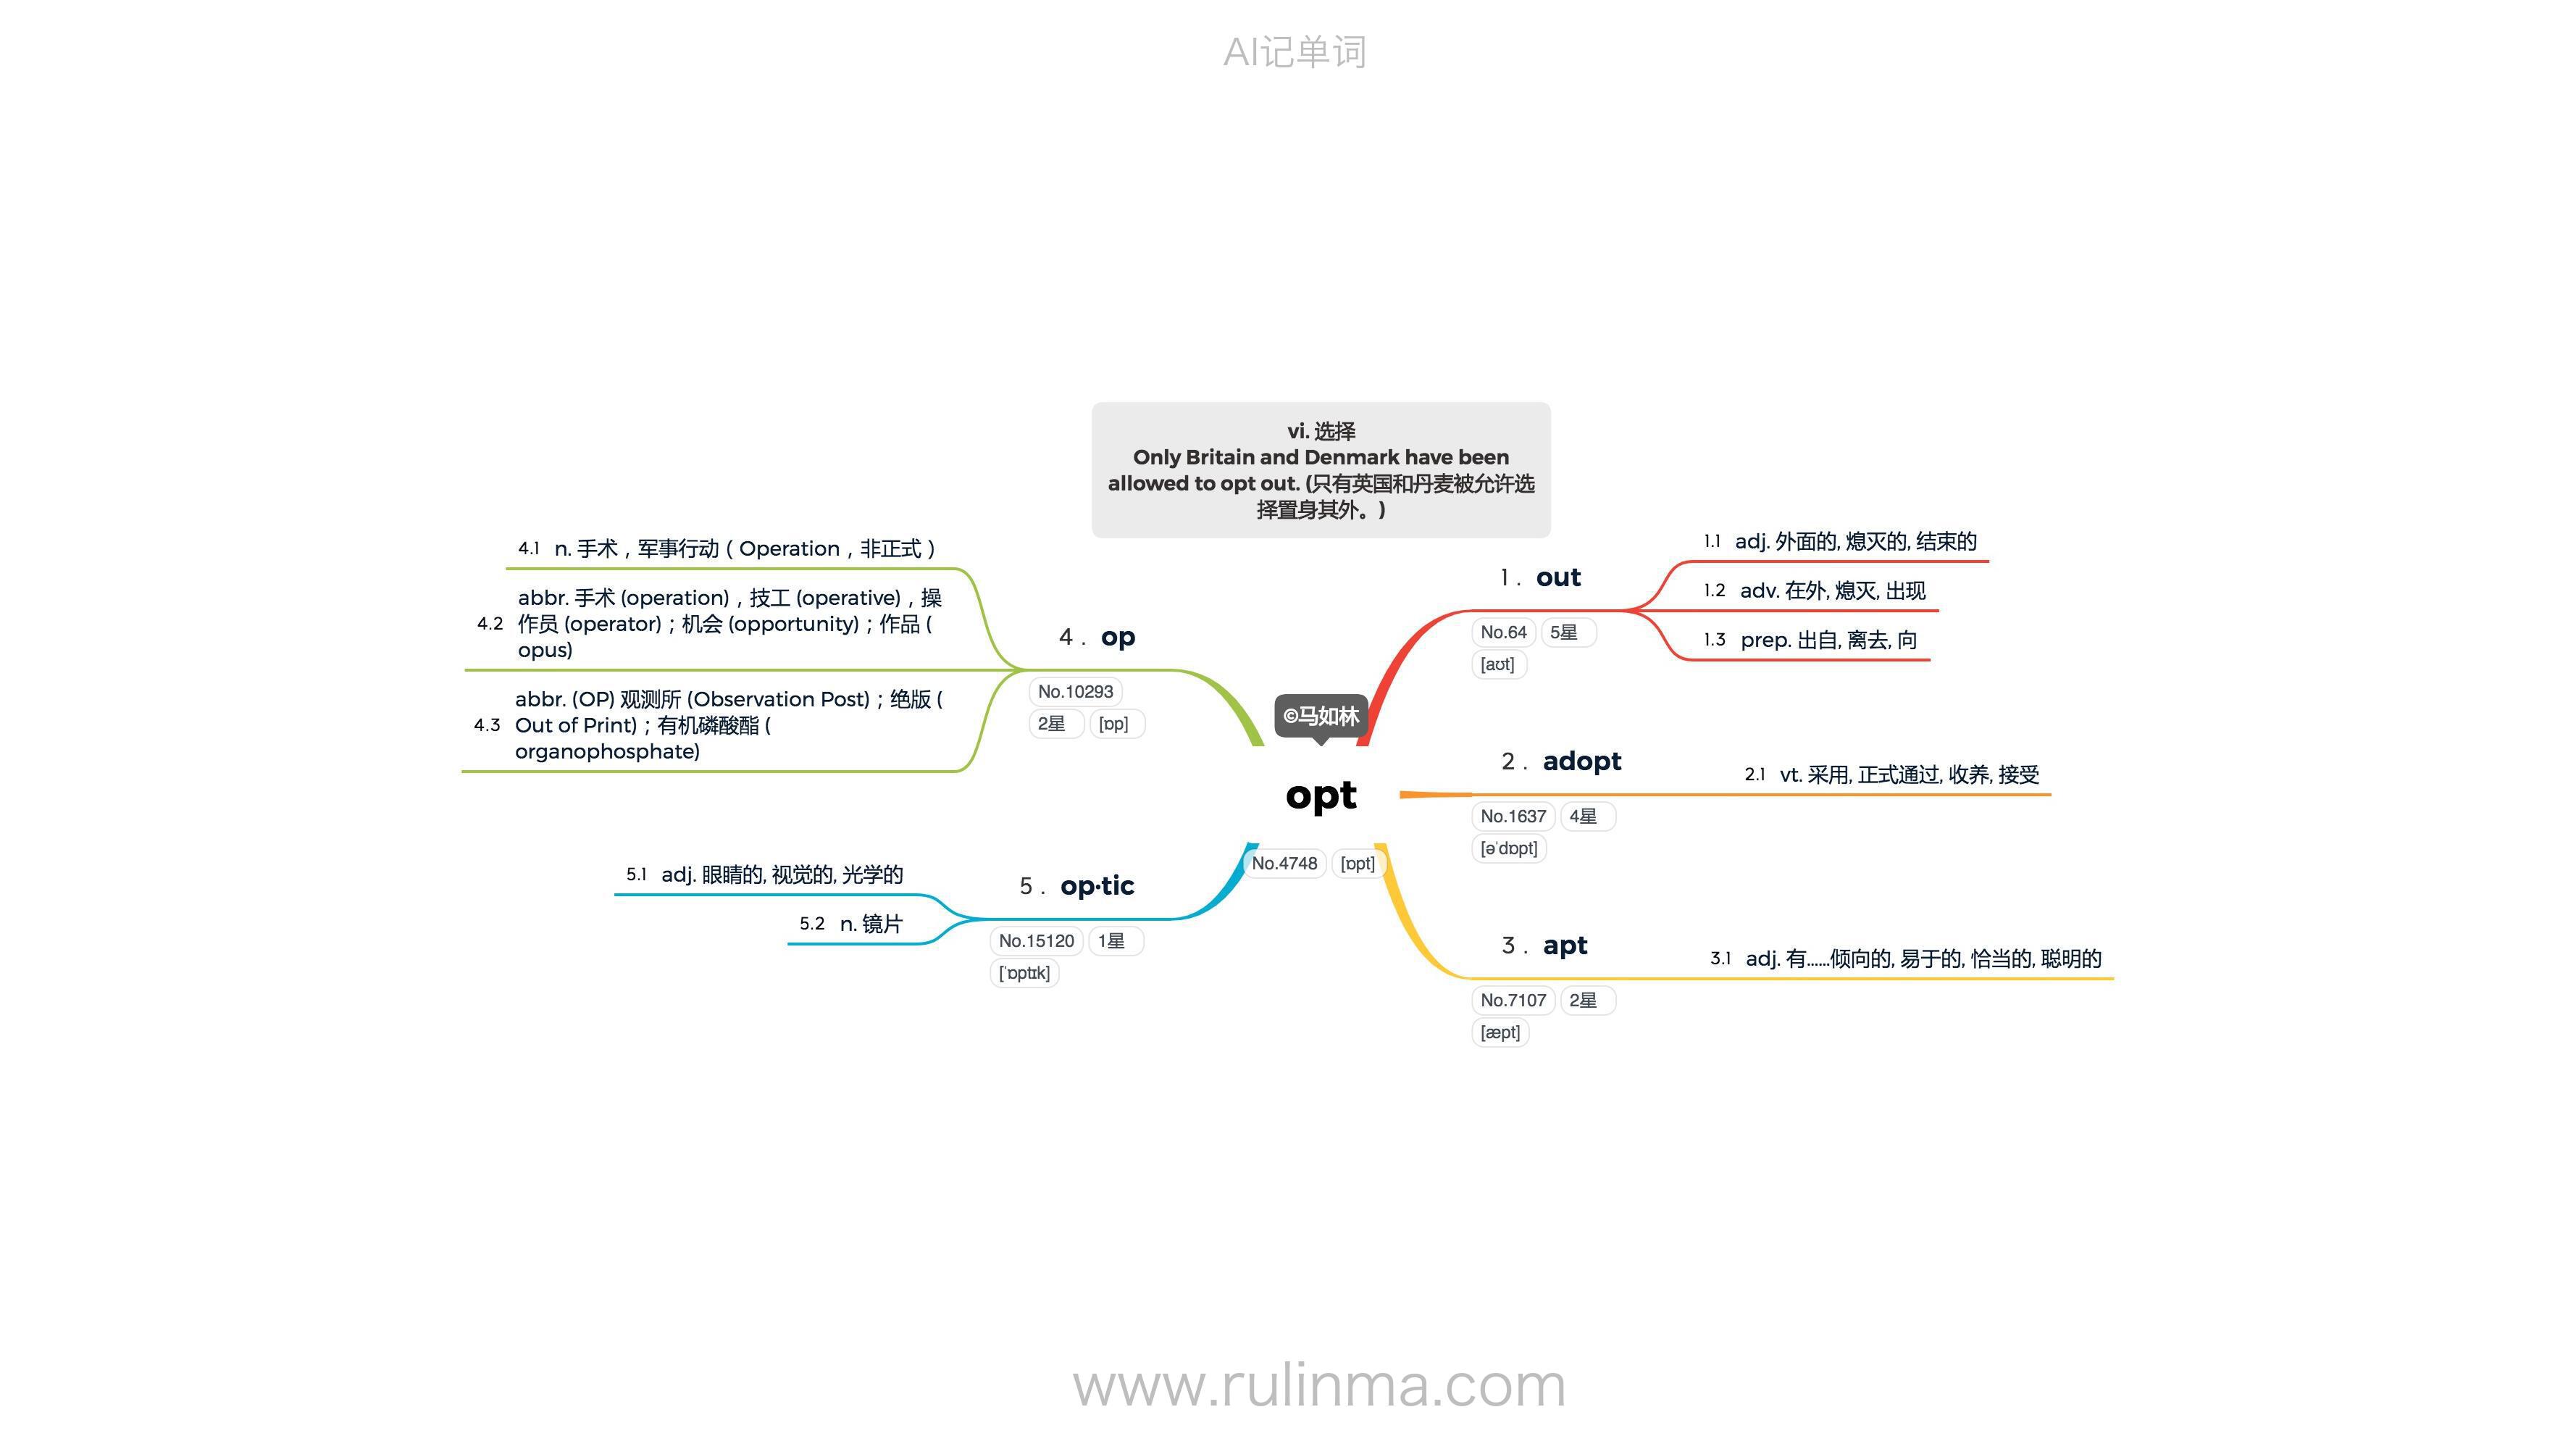 AI记单词
vi. 选择
Only Britain and Denmark have been
allowed to opt out. (只有英国和丹麦被允许选
择置身其外。)
©马如林
opt
No.4748 [ɒpt]
1 . out
No.64 5星
[aʊt]
1.1 adj. 外面的, 熄灭的, 结束的
1.2 adv. 在外, 熄灭, 出现
1.3 prep. 出自, 离去, 向
2 . adopt
No.1637 4星
[əˈdɒpt]
2.1 vt. 采用, 正式通过, 收养, 接受
3 . apt
No.7107 2星
[æpt]
3.1 adj. 有......倾向的, 易于的, 恰当的, 聪明的
4 . op
No.10293
2星 [ɒp]
4.1 n. 手术，军事行动（Operation，非正式）
4.2 abbr. 手术 (operation)，技工 (operative)，操
作员 (operator)；机会 (opportunity)；作品 (
opus)
4.3 abbr. (OP) 观测所 (Observation Post)；绝版 (
Out of Print)；有机磷酸酯 (
organophosphate)
5 . op·tic
No.15120 1星
[ˈɒptɪk]
5.1 adj. 眼睛的, 视觉的, 光学的
5.2 n. 镜片
www.rulinma.com